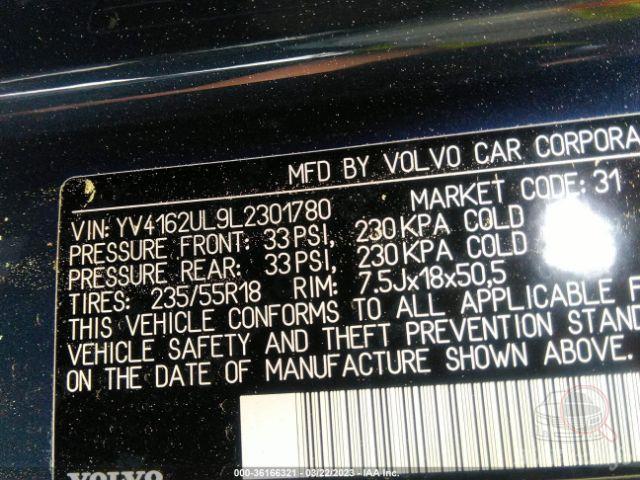 MFD BY VOLVO CAR CORPORA
VIN: YV4162UL9L2301780 MARKET CODE: 31
PRESSURE FRONT: 33PSI, 230KPA COLD
PRESSURE REAR: 33PSI, 230KPA COLD
TIRES: 235/55R18 RIM: 7.5Jx18x50,5
THIS VEHICLE CONFORMS TO ALL APPLICABLE F
VEHICLE SAFETY AND THEFT PREVENTION STAND
ON THE DATE OF MANUFACTURE SHOWN ABOVE.
VOLVO
000-36166321 - 03/22/2023 - IAA Inc.